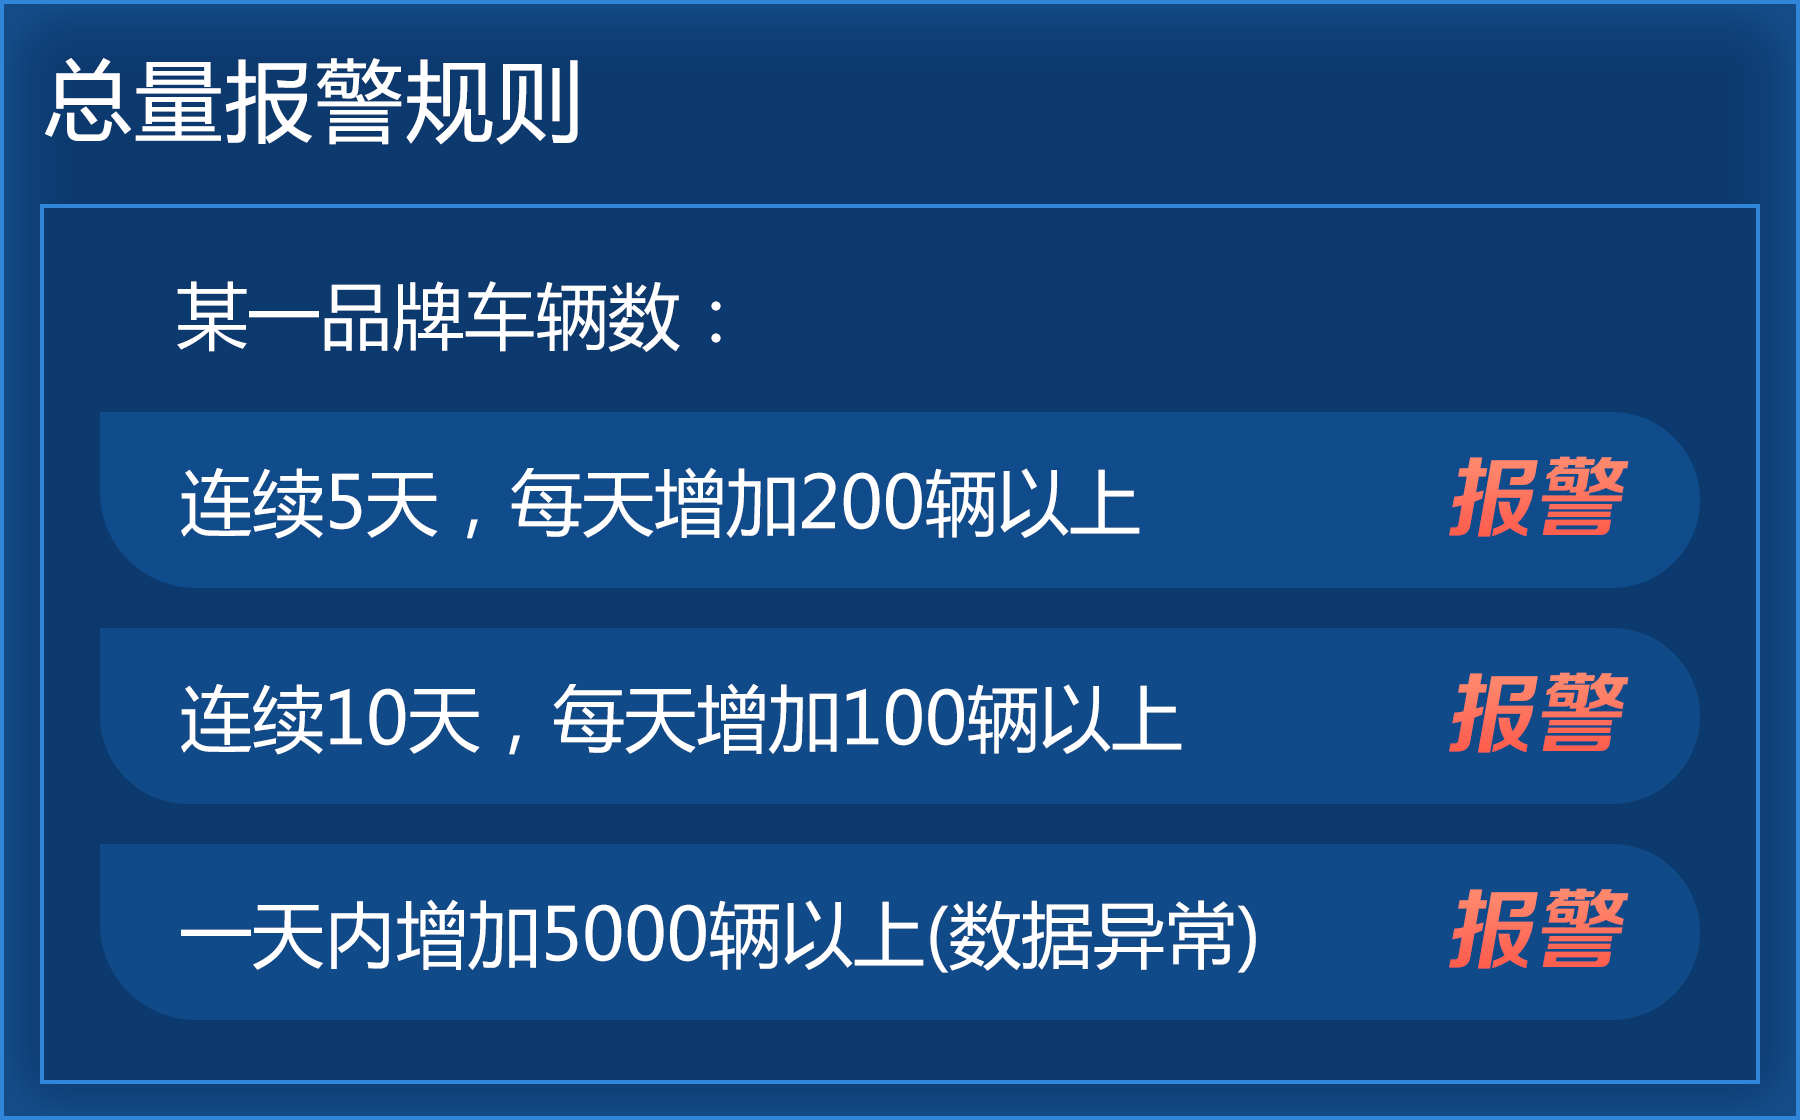 总量报警规则
某一品牌车辆数：
连续5天，每天增加200辆以上 报警
连续10天，每天增加100辆以上 报警
一天内增加5000辆以上(数据异常) 报警